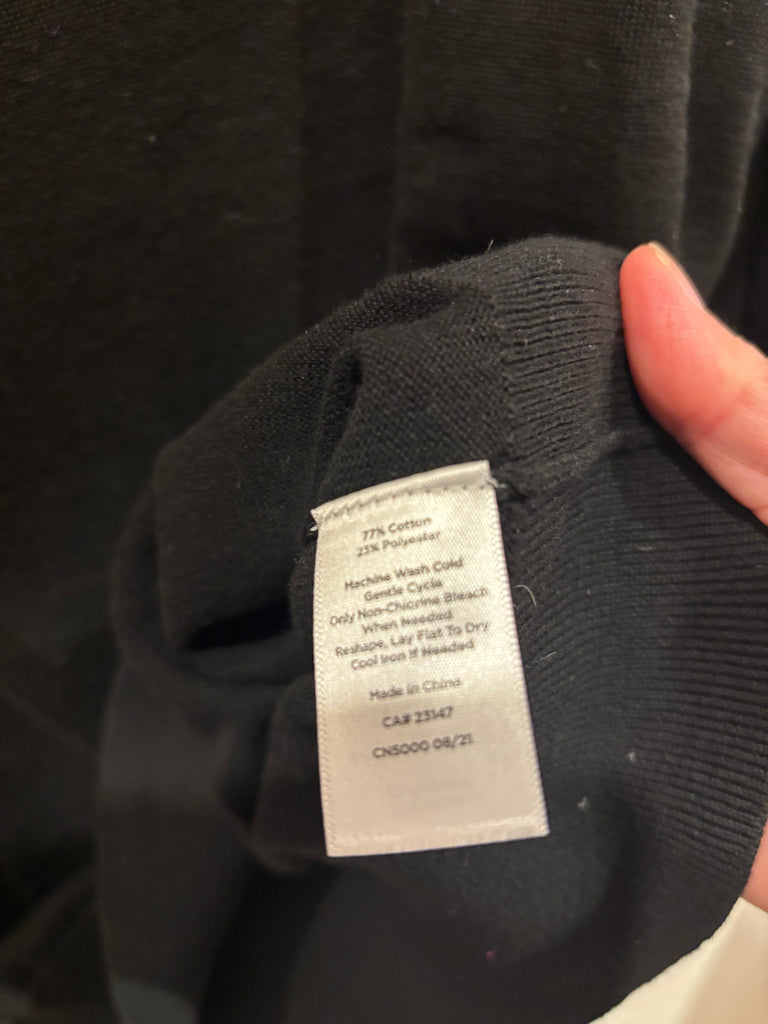 77% Cotton
23% Polyester
Machine Wash Cold
Gentle Cycle
Only Non-Chlorine Bleach
When Needed
Reshape, Lay Flat To Dry
Cool Iron If Needed
Made in China
CA# 23147
CN5000 08/21